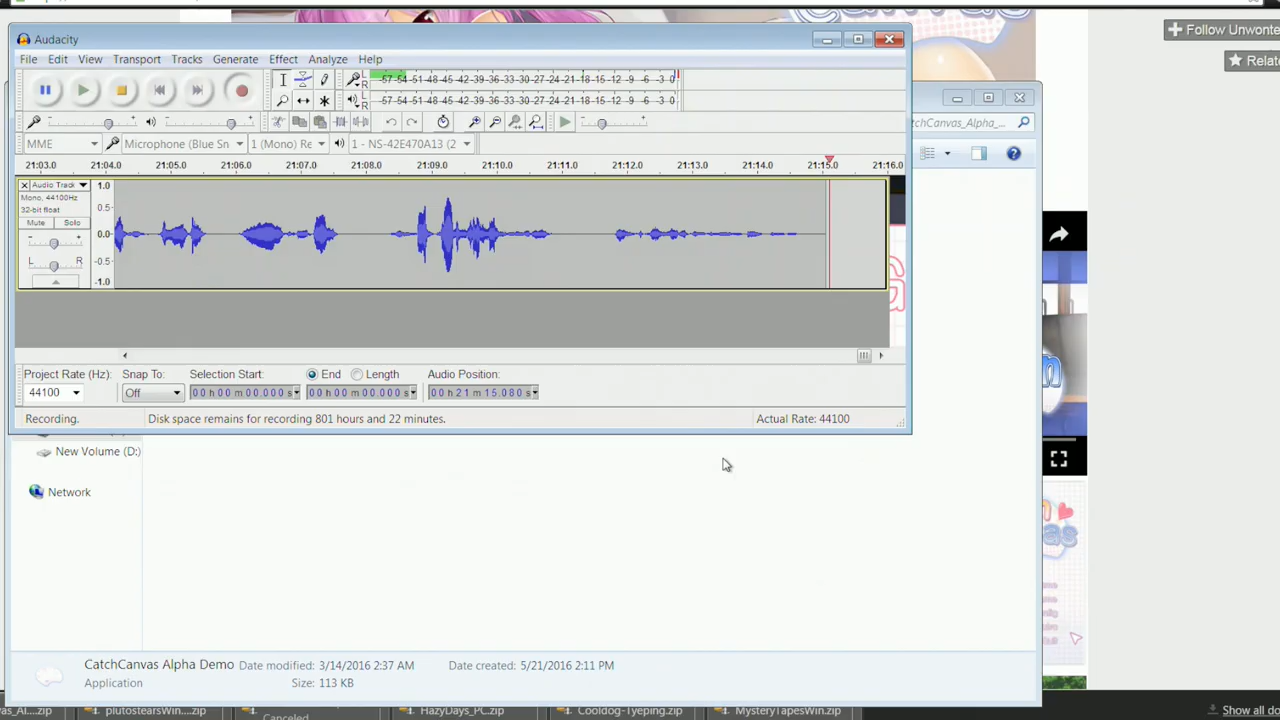 Follow Unwonte
Relate
Audacity
File Edit View Transport Tracks Generate Effect Analyze Help
L
R
-57-54-51-48-45-42-39-36-33-30-27-24-21-18-15-12 -9 -6 -3 0
L
R
-57-54-51-48-45-42-39-36-33-30-27-24-21-18-15-12 -9 -6 -3 0
tchCanvas_Alpha_...
MME Microphone (Blue Sn 1 (Mono) Re 1 - NS-42E470A13 (2
21:03.0 21:04.0 21:05.0 21:06.0 21:07.0 21:08.0 21:09.0 21:10.0 21:11.0 21:12.0 21:13.0 21:14.0 21:15.0 21:16.0
Audio Track
Mono, 44100Hz
32-bit float
Mute Solo
- +
L R
1.0
0.5
0.0
-0.5
-1.0
Project Rate (Hz): Snap To: Selection Start: End Length Audio Position:
44100 Off 00 h 00 m 00.000 s 00 h 00 m 00.000 s 00 h 21 m 15.080 s
Recording. Disk space remains for recording 801 hours and 22 minutes. Actual Rate: 44100
New Volume (D:)
Network
CatchCanvas Alpha Demo Date modified: 3/14/2016 2:37 AM Date created: 5/21/2016 2:11 PM
Application Size: 113 KB
vas_Al....zip plutostearsWin....zip Canceled HazyDays_PC.zip Cooldog-Tyeping.zip MysteryTapesWin.zip Show all do